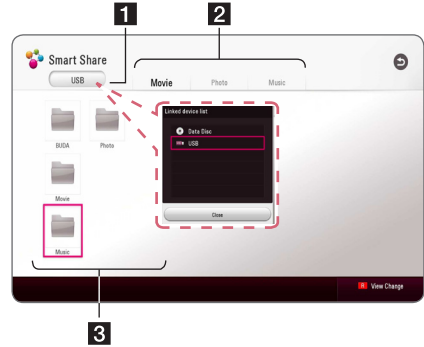 1
2
Smart Share
USB
Movie
Photo
Music
Linked device list
Data Disc
USB
Close
BUDA
Photo
Movie
Music
R View Change
3